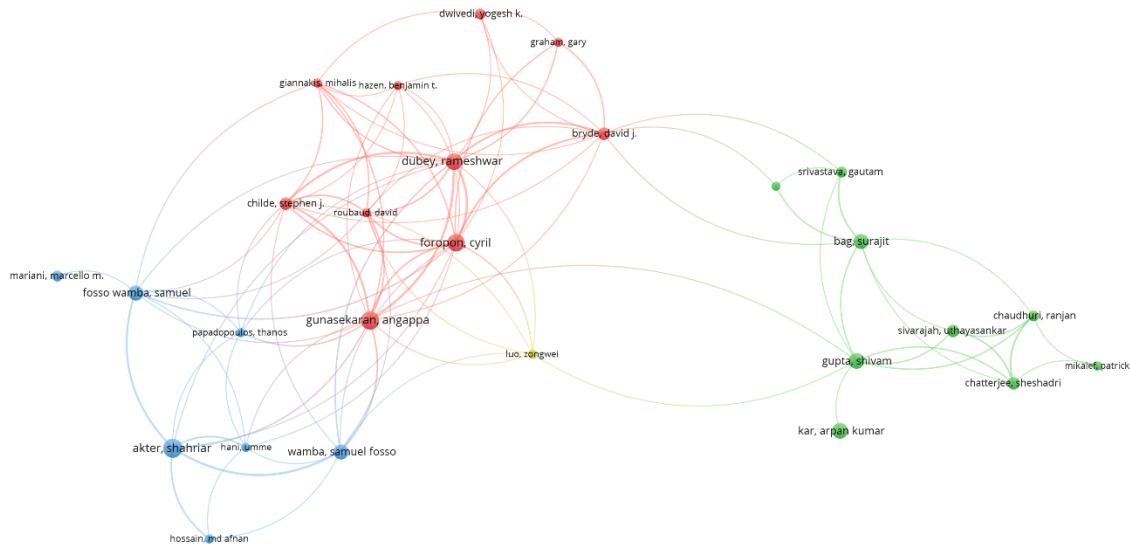 dwivedi, yogesh k.
graham, gary
giannakis, mihalis
hazen, benjamin t.
bryde, david j.
dubey, rameshwar
srivastava, gautam
childe, stephen j.
roubaud, david
foropon, cyril
bag, surajit
mariani, marcello m.
fosso wamba, samuel
gunasekaran, angappa
papadopoulos, thanos
chaudhuri, ranjan
sivarajah, uthayasankar
luo, zongwei
gupta, shivam
mikalef, patrick
chatterjee, sheshadri
kar, arpan kumar
akter, shahriar
hani, umme
wamba, samuel fosso
hossain, md afnan